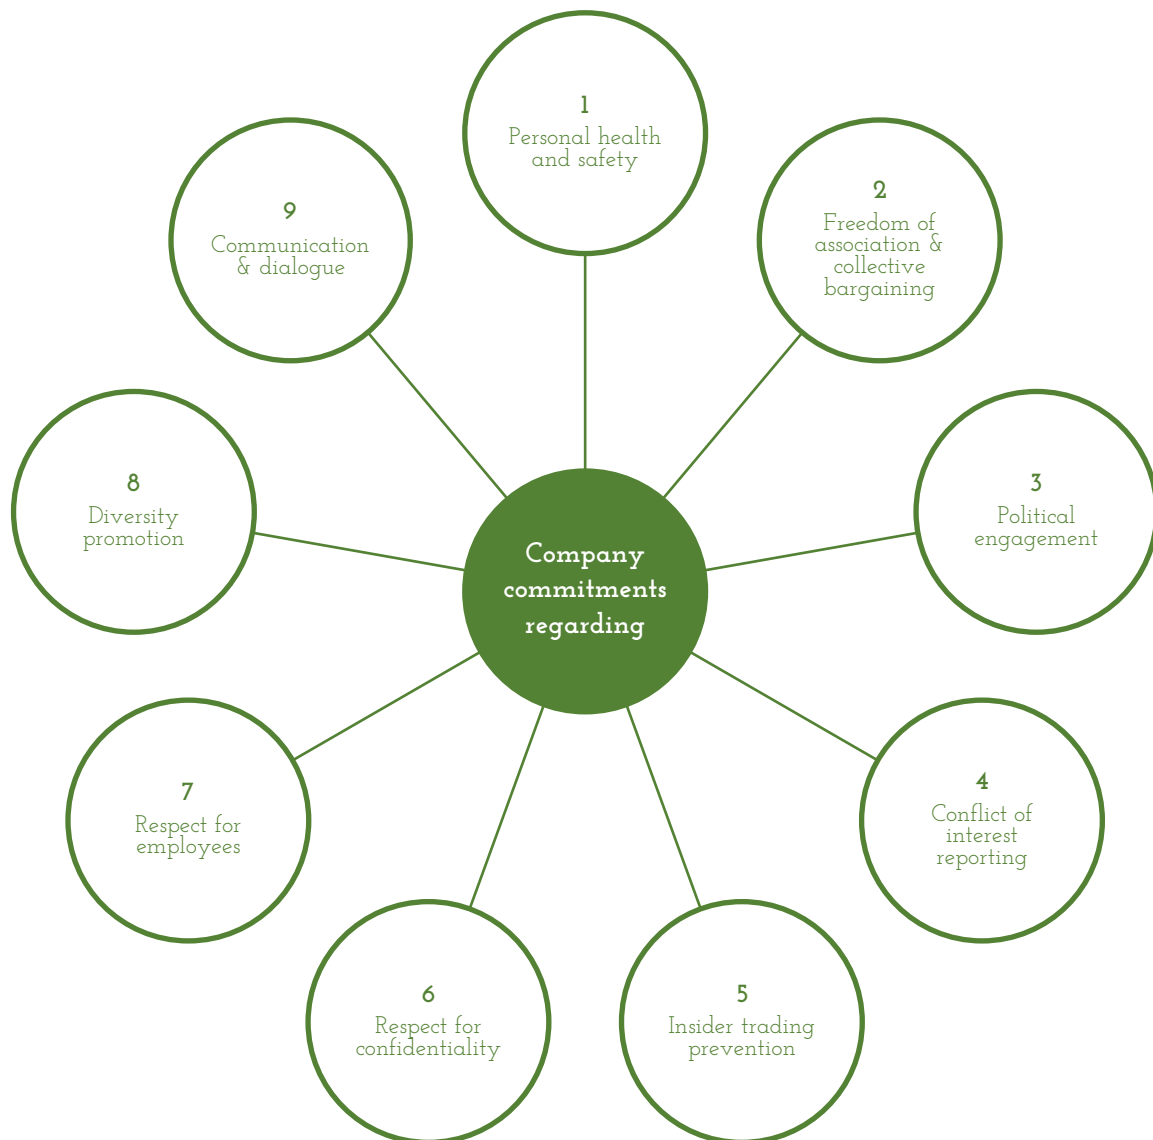 1
Personal health
and safety
2
Freedom of
association &
collective
bargaining
3
Political
engagement
4
Conflict of
interest
reporting
5
Insider trading
prevention
6
Respect for
confidentiality
7
Respect for
employees
8
Diversity
promotion
9
Communication
& dialogue
Company
commitments
regarding